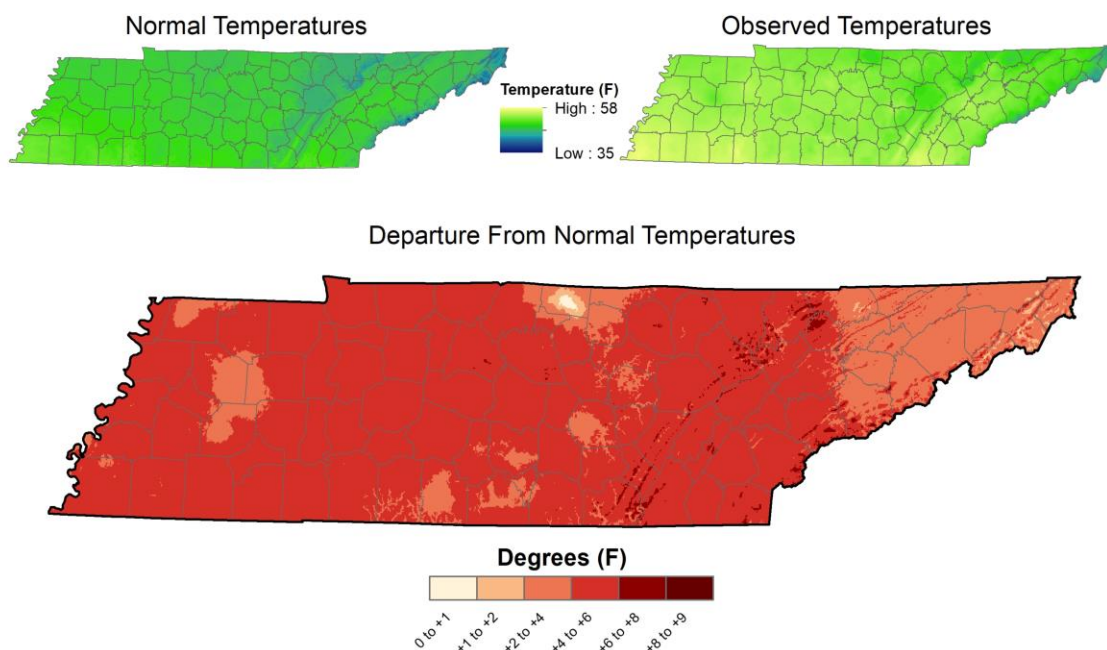 Normal Temperatures
Observed Temperatures
Temperature (F)
High : 58
Low : 35
Departure From Normal Temperatures
Degrees (F)
0 to +1
+1 to +2
+2 to +4
+4 to +6
+6 to +8
+8 to +9